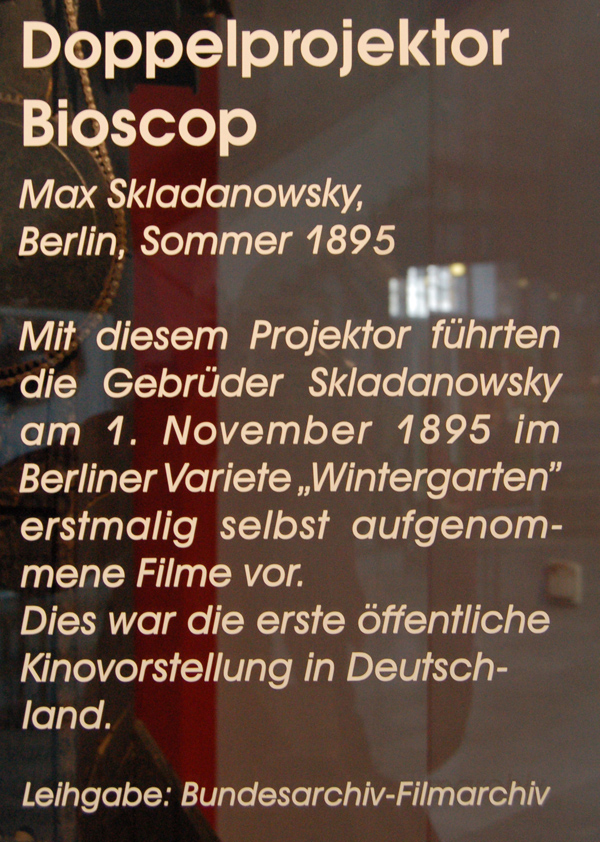 Doppelprojektor
Bioscop
Max Skladanowsky,
Berlin, Sommer 1895
Mit diesem Projektor führten
die Gebrüder Skladanowsky
am 1. November 1895 im
Berliner Variete „Wintergarten”
erstmalig selbst aufgenom-
mene Filme vor.
Dies war die erste öffentliche
Kinovorstellung in Deutsch-
land.
Leihgabe: Bundesarchiv-Filmarchiv